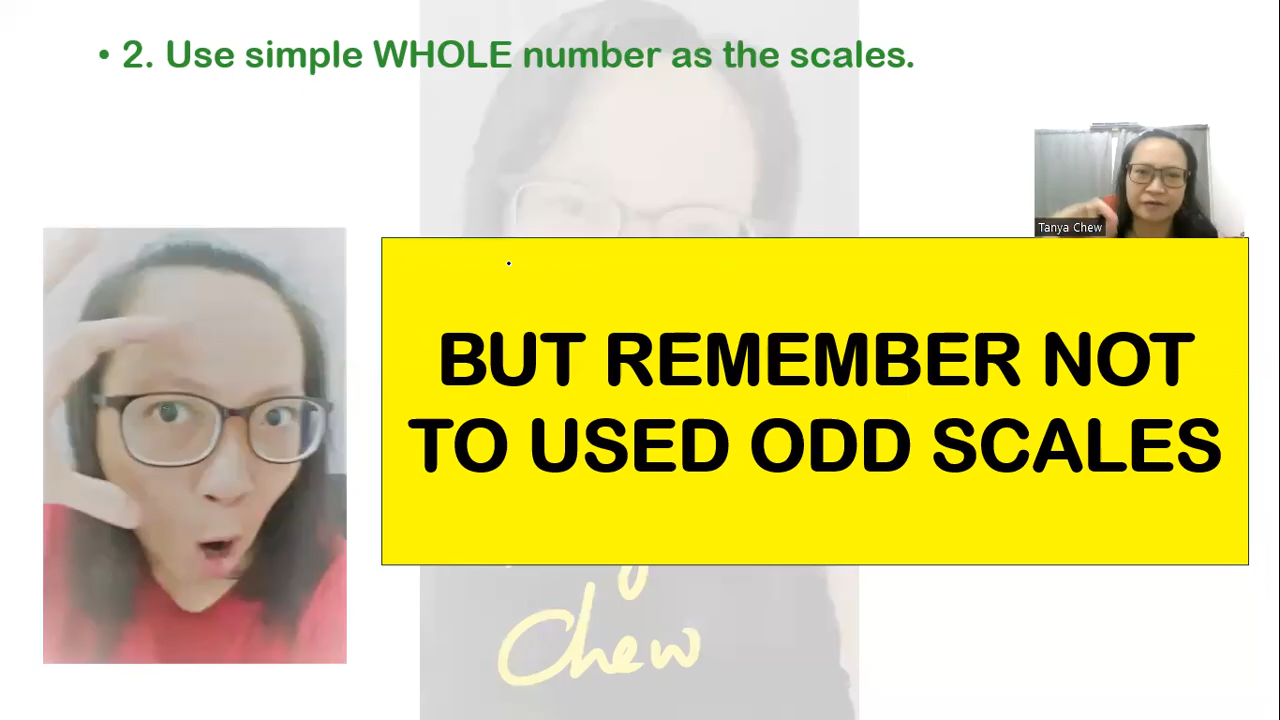 • 2. Use simple WHOLE number as the scales.
Tanya Chew
BUT REMEMBER NOT
TO USED ODD SCALES
Chew